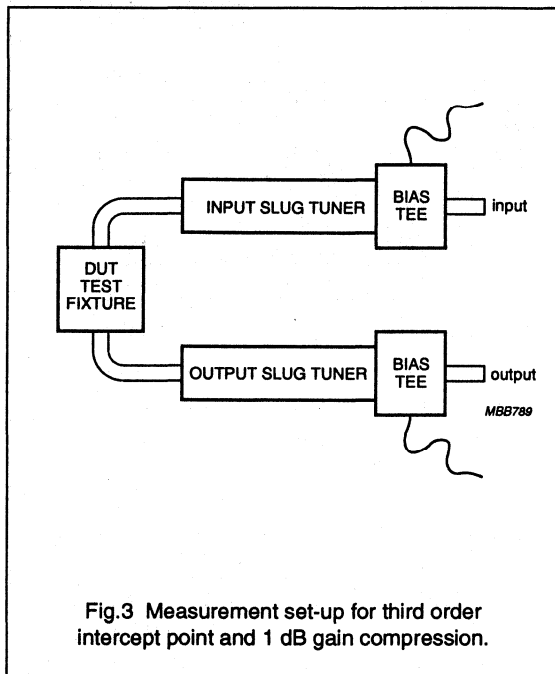 INPUT SLUG TUNER
BIAS
TEE
input
DUT
TEST
FIXTURE
OUTPUT SLUG TUNER
BIAS
TEE
output
MBB789
Fig.3 Measurement set-up for third order
intercept point and 1 dB gain compression.